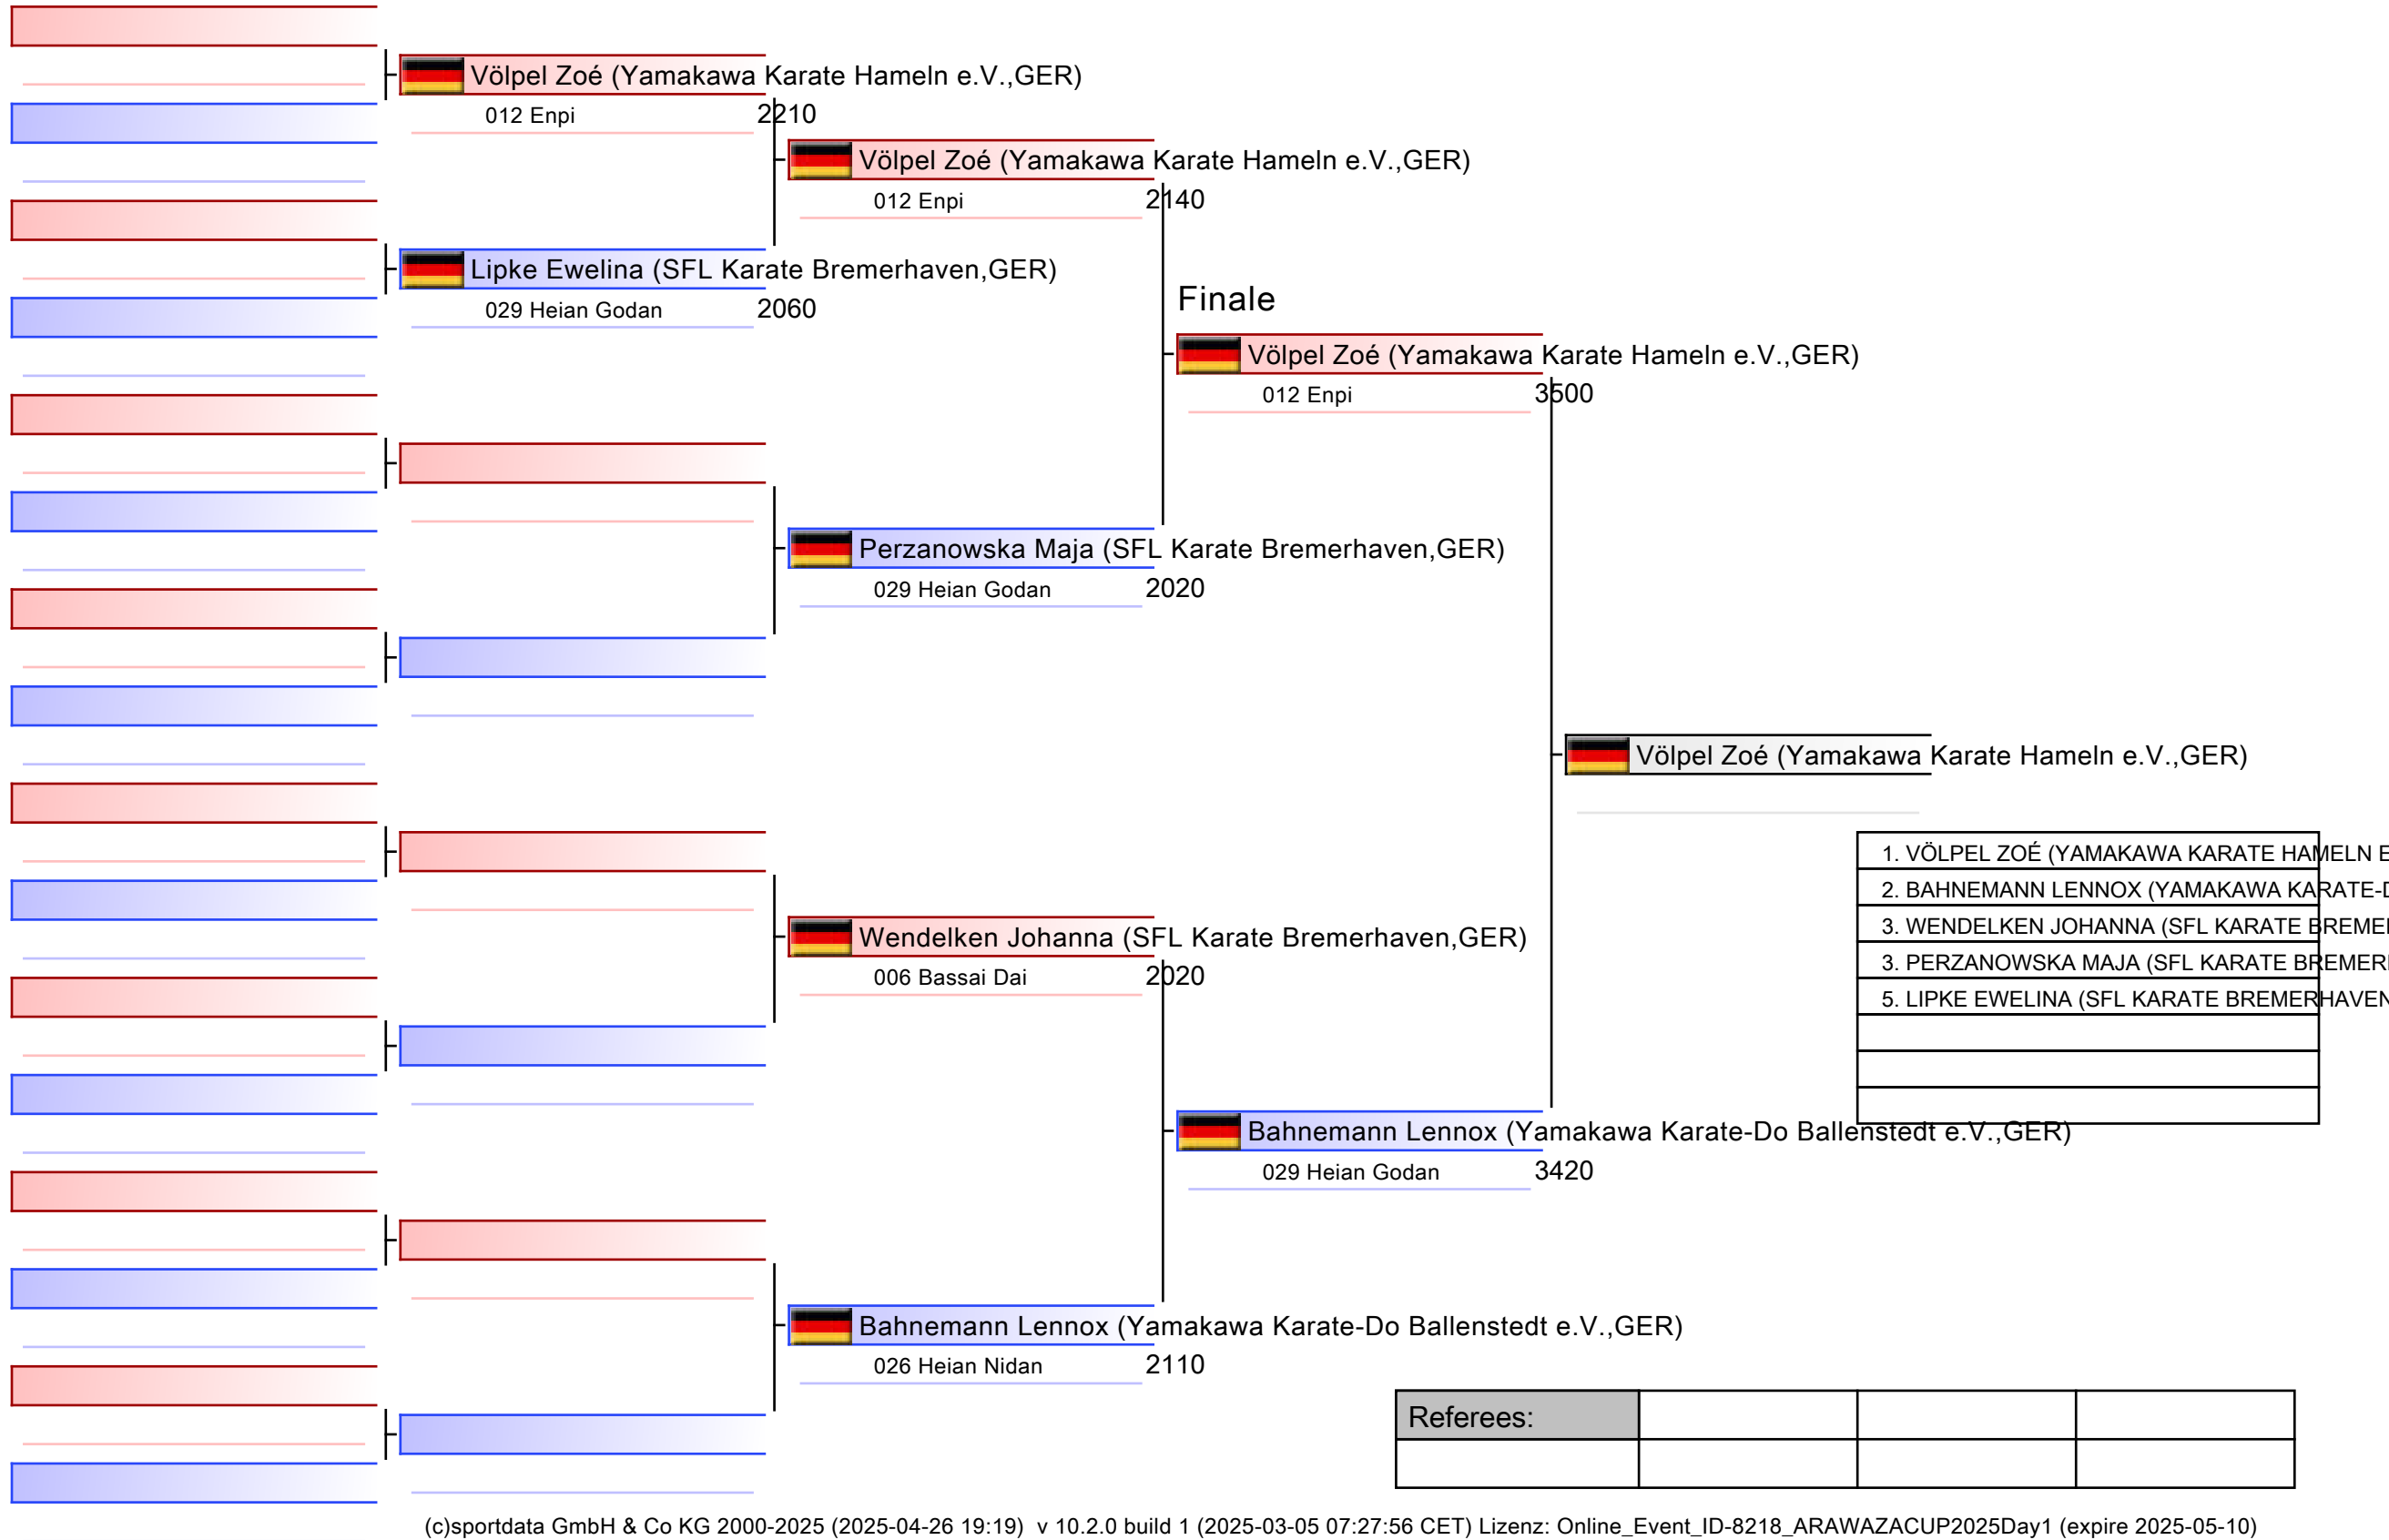 Völpel Zoé (Yamakawa Karate Hameln e.V.,GER)
012 Enpi 2210
Völpel Zoé (Yamakawa Karate Hameln e.V.,GER)
012 Enpi 2140
Lipke Ewelina (SFL Karate Bremerhaven,GER)
029 Heian Godan 2060
Finale
Völpel Zoé (Yamakawa Karate Hameln e.V.,GER)
012 Enpi 3500
Perzanowska Maja (SFL Karate Bremerhaven,GER)
029 Heian Godan 2020
Völpel Zoé (Yamakawa Karate Hameln e.V.,GER)
1. VÖLPEL ZOÉ (YAMAKAWA KARATE HAMELN E
2. BAHNEMANN LENNOX (YAMAKAWA KARATE-D
3. WENDELKEN JOHANNA (SFL KARATE BREME
3. PERZANOWSKA MAJA (SFL KARATE BREMER
5. LIPKE EWELINA (SFL KARATE BREMERHAVEN
Wendelken Johanna (SFL Karate Bremerhaven,GER)
006 Bassai Dai 2020
Bahnemann Lennox (Yamakawa Karate-Do Ballenstedt e.V.,GER)
029 Heian Godan 3420
Bahnemann Lennox (Yamakawa Karate-Do Ballenstedt e.V.,GER)
026 Heian Nidan 2110
Referees:
(c)sportdata GmbH & Co KG 2000-2025 (2025-04-26 19:19) v 10.2.0 build 1 (2025-03-05 07:27:56 CET) Lizenz: Online_Event_ID-8218_ARAWAZACUP2025Day1 (expire 2025-05-10)